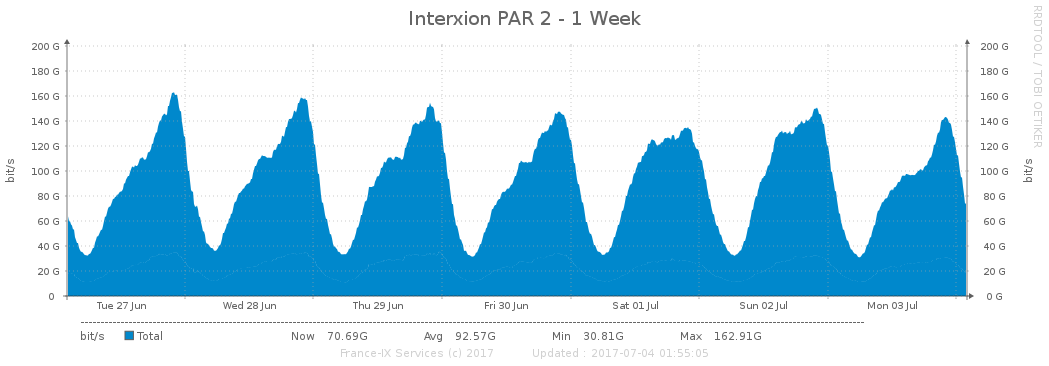 Interxion PAR 2 - 1 Week
RRDTOOL / TOBI OETIKER
200 G 200 G
180 G 180 G
160 G 160 G
140 G 140 G
120 G 120 G
100 G 100 G
80 G 80 G
60 G 60 G
40 G 40 G
20 G 20 G
0 0 G
bit/s bit/s
Tue 27 Jun Wed 28 Jun Thu 29 Jun Fri 30 Jun Sat 01 Jul Sun 02 Jul Mon 03 Jul
bit/s Total Now 70.69G Avg 92.57G Min 30.81G Max 162.91G
France-IX Services (c) 2017 Updated : 2017-07-04 01:55:05